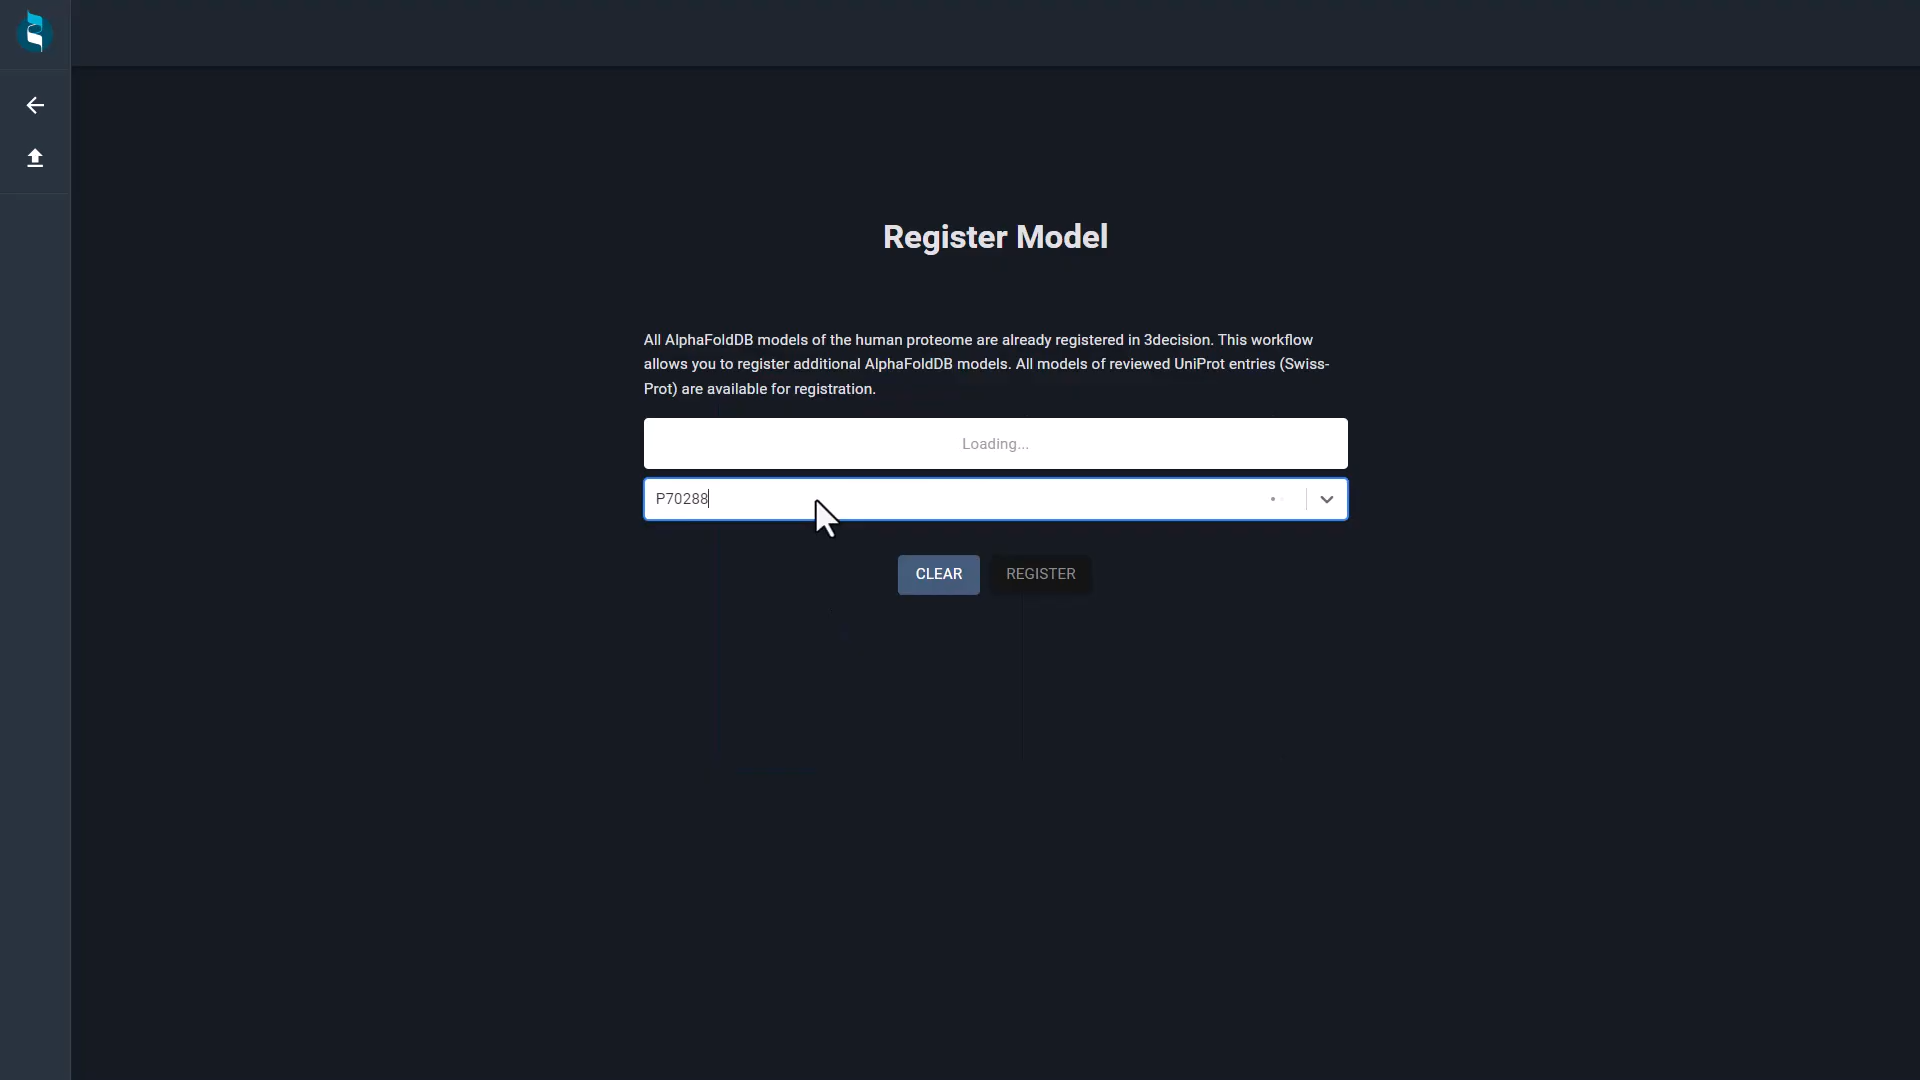 Register Model
All AlphaFoldDB models of the human proteome are already registered in 3decision. This workflow
allows you to register additional AlphaFoldDB models. All models of reviewed UniProt entries (Swiss-
Prot) are available for registration.
Loading...
P70288
CLEAR REGISTER